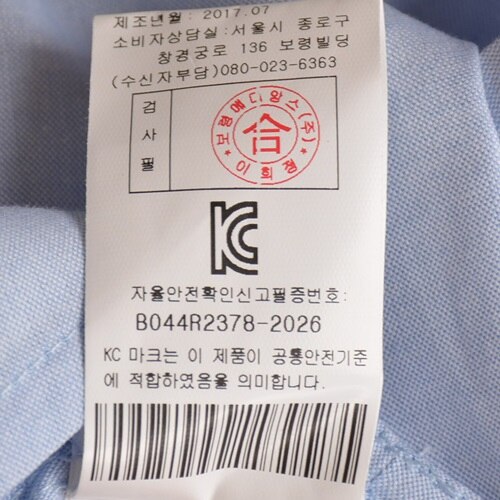 제조년월 : 2017.07
소비자상담실:서울시 종로구
창경궁로 136 보령빌딩
(수신자부담)080-023-6363
검사필
보령메디앙스(주)
合
이희정
KC
자율안전확인신고필증번호:
B044R2378-2026
KC 마크는 이 제품이 공통안전기준
에 적합하였음을 의미합니다.